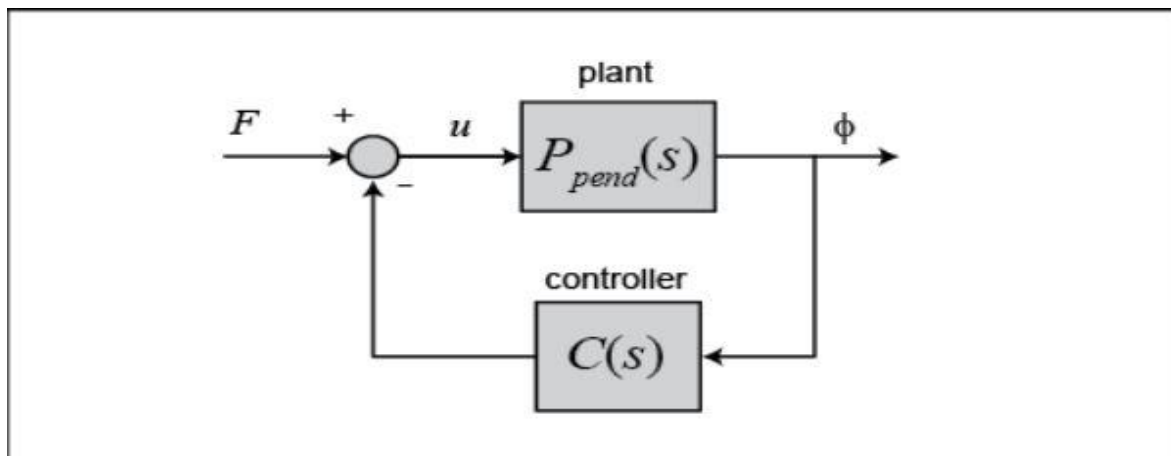 plant
F
+
u
P_pend(s)
ϕ
−
controller
C(s)